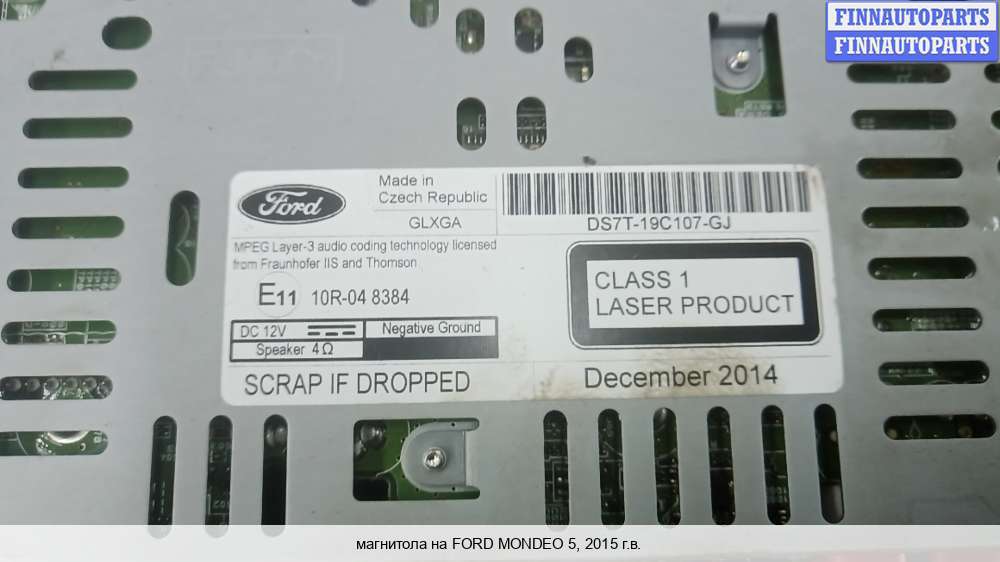 FINNAUTOPARTS
FINNAUTOPARTS
Ford
Made in
Czech Republic
GLXGA
DS7T-19C107-GJ
MPEG Layer-3 audio coding technology licensed
from Fraunhofer IIS and Thomson
E11 10R-04 8384
CLASS 1
LASER PRODUCT
DC 12V
Negative Ground
Speaker 4Ω
SCRAP IF DROPPED
December 2014
магнитола на FORD MONDEO 5, 2015 г.в.